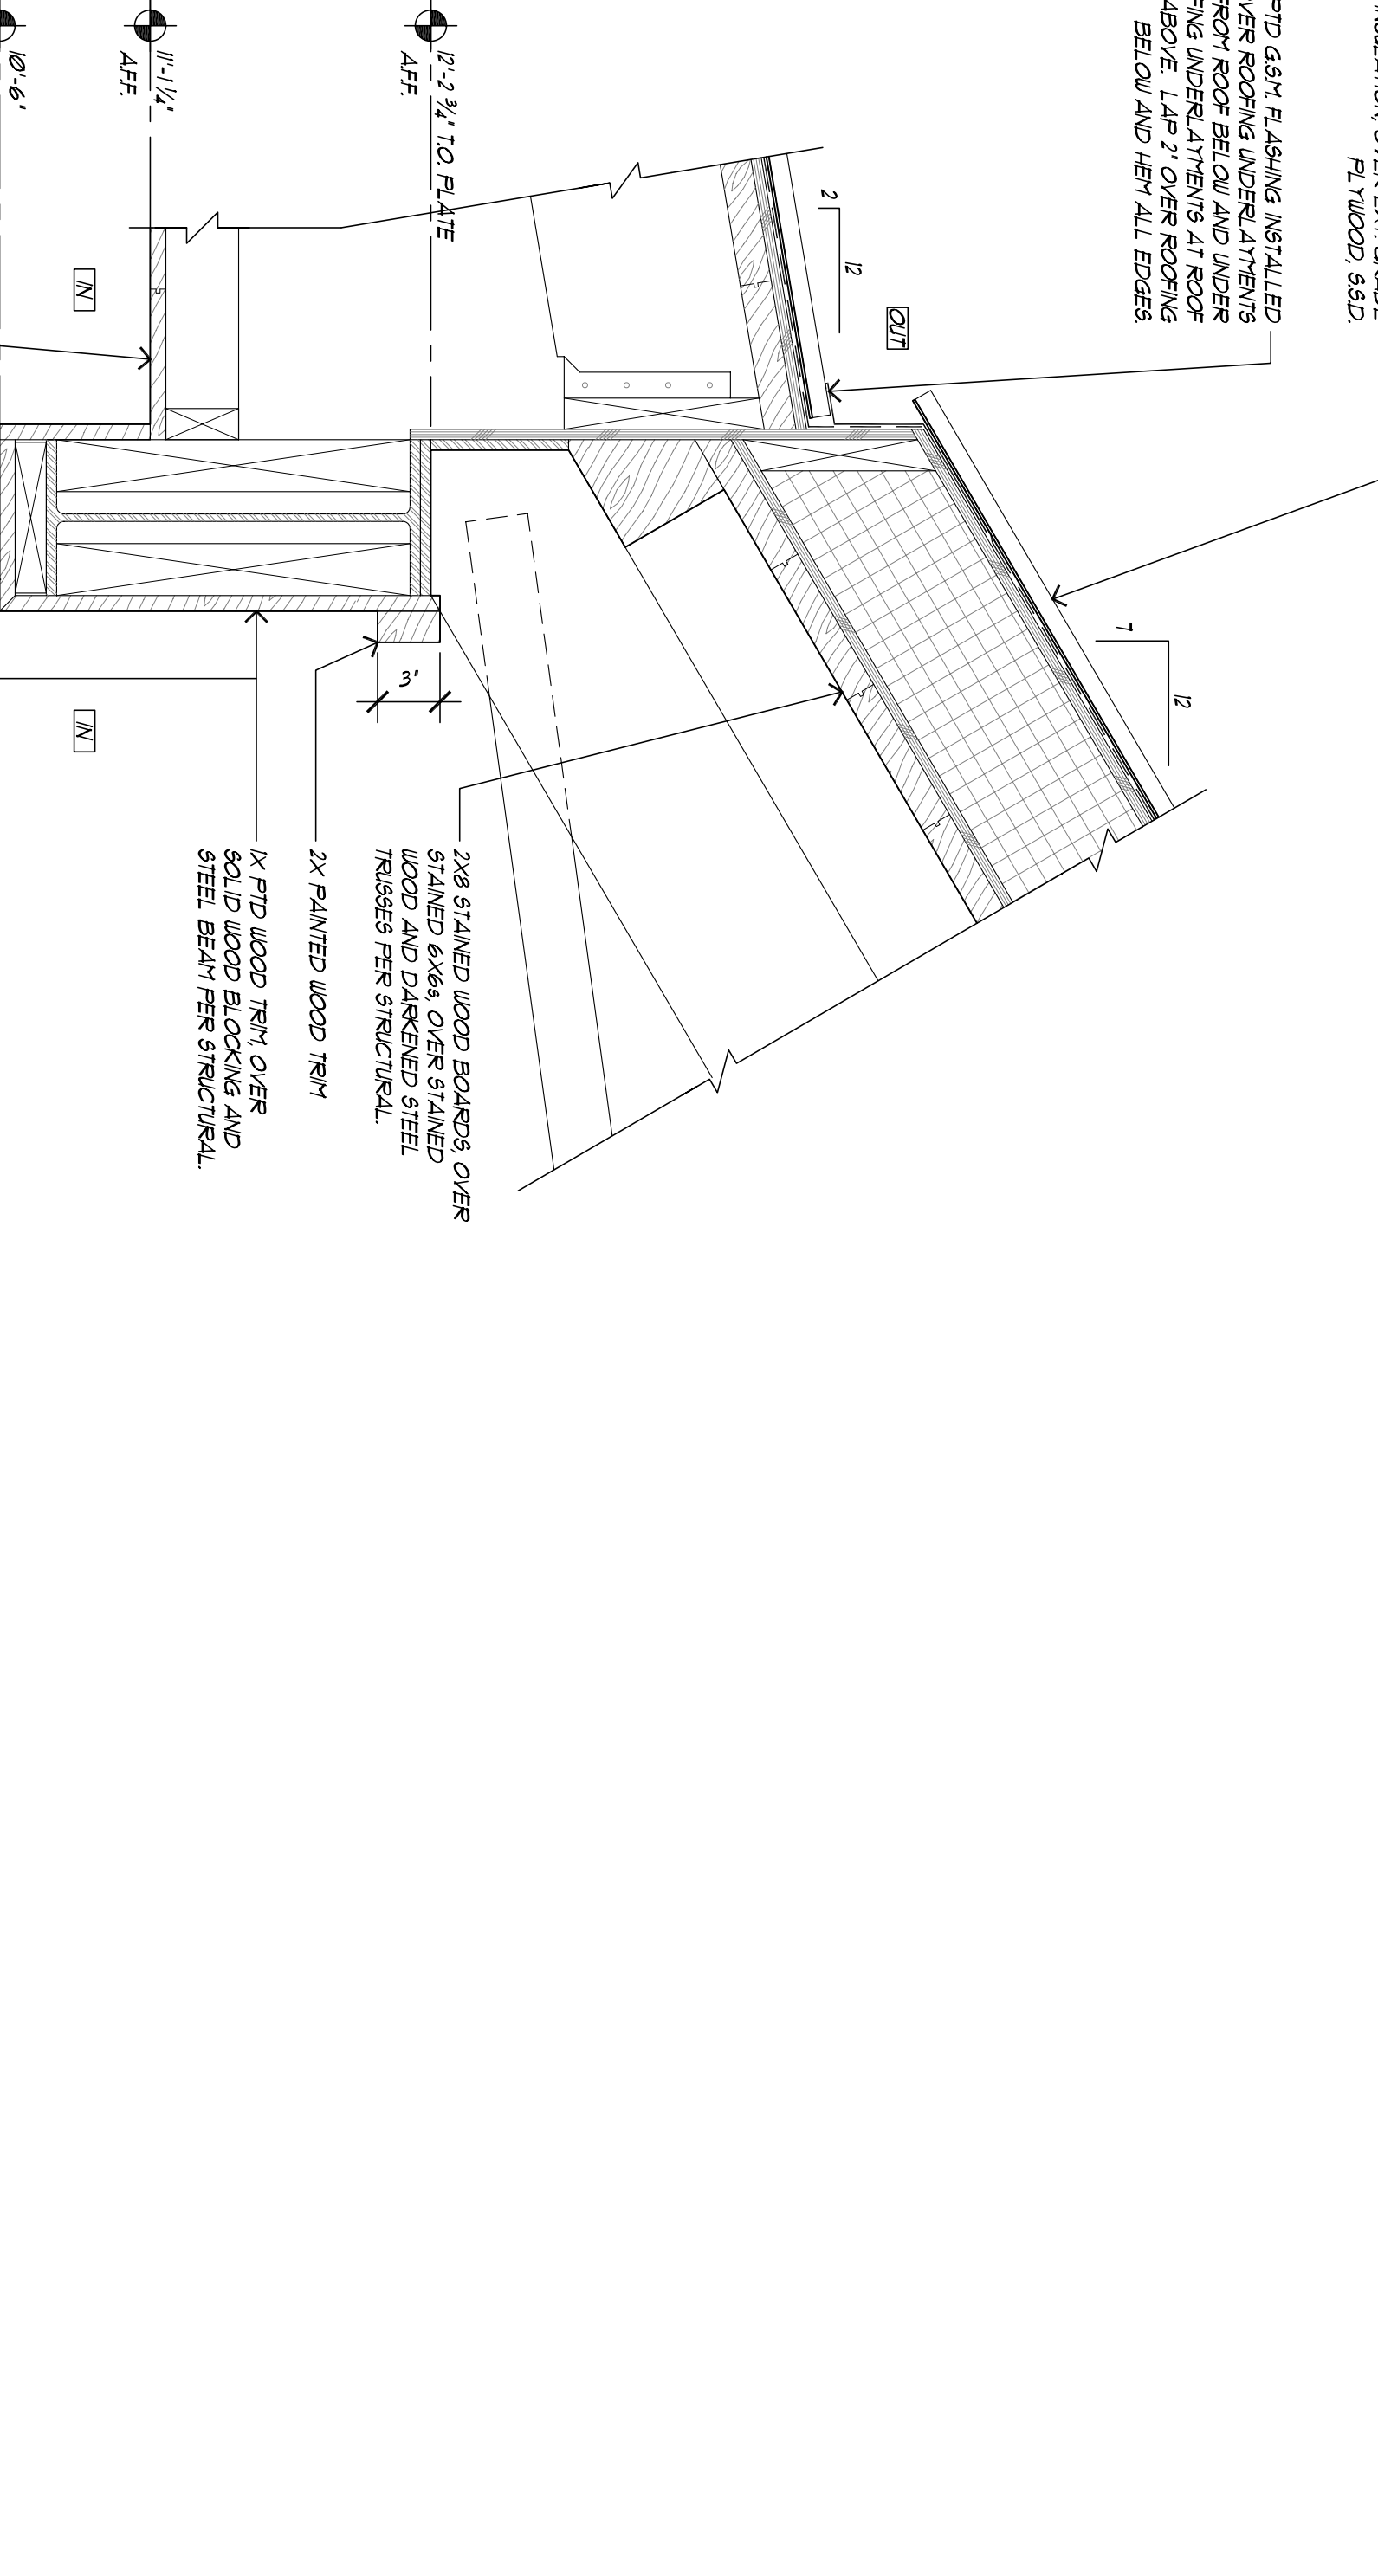 PLYWOOD, S.S.D.
PTD G.S.M. FLASHING INSTALLED
OVER ROOFING UNDERLAYMENTS
FROM ROOF BELOW AND UNDER
FING UNDERLAYMENTS AT ROOF
ABOVE. LAP 2" OVER ROOFING
BELOW AND HEM ALL EDGES.
OUT
2
12
7
12
12'-2 3/4" T.O. PLATE
A.F.F.
11'-1 1/4"
A.F.F.
10'-6"
IN
IN
3"
2X8 STAINED WOOD BOARDS, OVER
STAINED 6X6s, OVER STAINED
WOOD AND DARKENED STEEL
TRUSSES PER STRUCTURAL.
2X PAINTED WOOD TRIM
1X PTD WOOD TRIM, OVER
SOLID WOOD BLOCKING AND
STEEL BEAM PER STRUCTURAL.